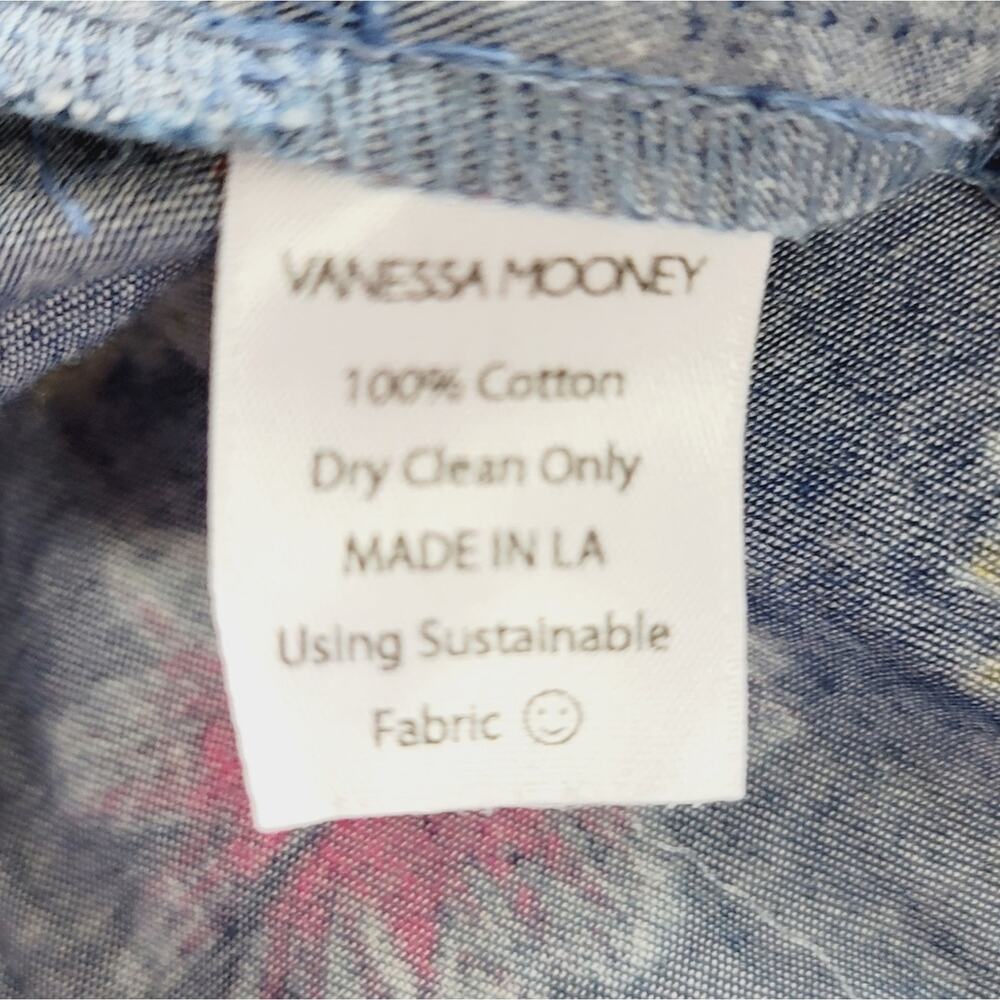 VANESSA MOONEY
100% Cotton
Dry Clean Only
MADE IN LA
Using Sustainable
Fabric ☺